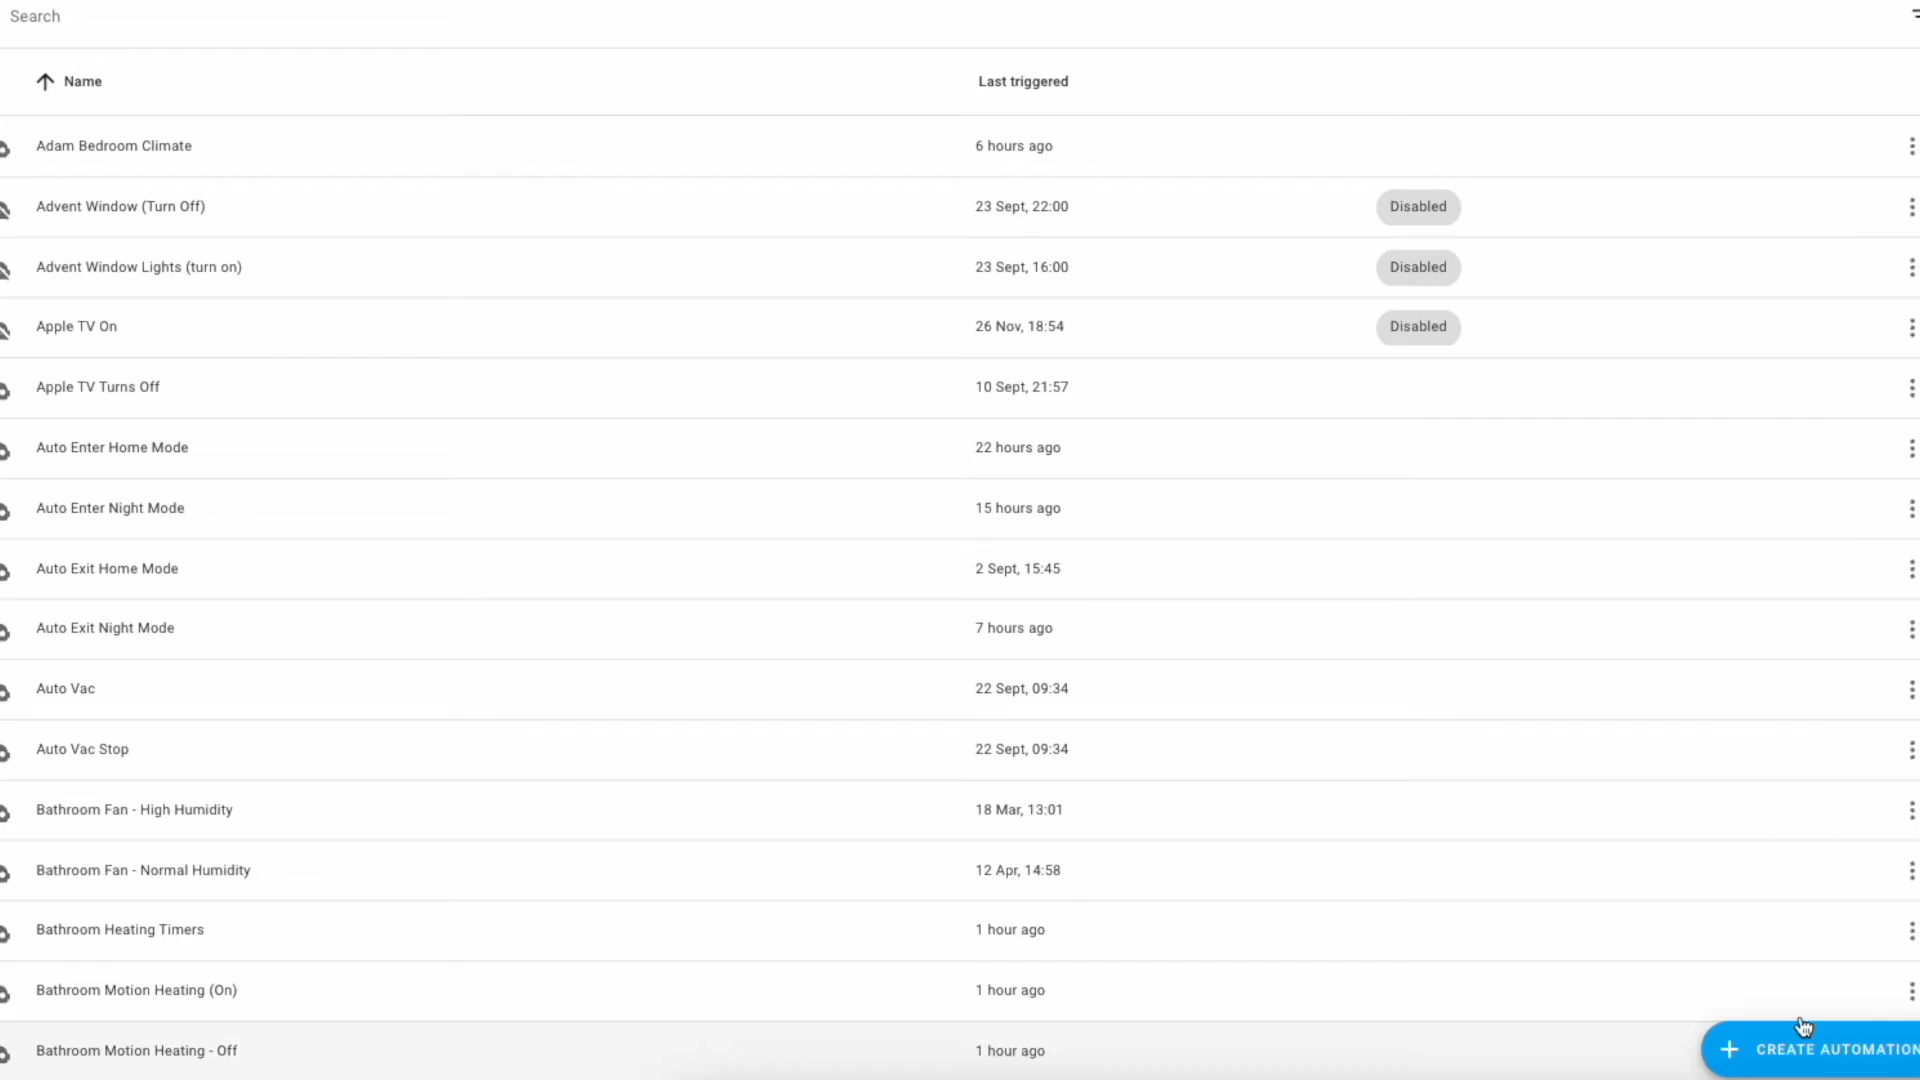 Search
Name Last triggered
Adam Bedroom Climate 6 hours ago
Advent Window (Turn Off) 23 Sept, 22:00 Disabled
Advent Window Lights (turn on) 23 Sept, 16:00 Disabled
Apple TV On 26 Nov, 18:54 Disabled
Apple TV Turns Off 10 Sept, 21:57
Auto Enter Home Mode 22 hours ago
Auto Enter Night Mode 15 hours ago
Auto Exit Home Mode 2 Sept, 15:45
Auto Exit Night Mode 7 hours ago
Auto Vac 22 Sept, 09:34
Auto Vac Stop 22 Sept, 09:34
Bathroom Fan - High Humidity 18 Mar, 13:01
Bathroom Fan - Normal Humidity 12 Apr, 14:58
Bathroom Heating Timers 1 hour ago
Bathroom Motion Heating (On) 1 hour ago
Bathroom Motion Heating - Off 1 hour ago
+ CREATE AUTOMATION